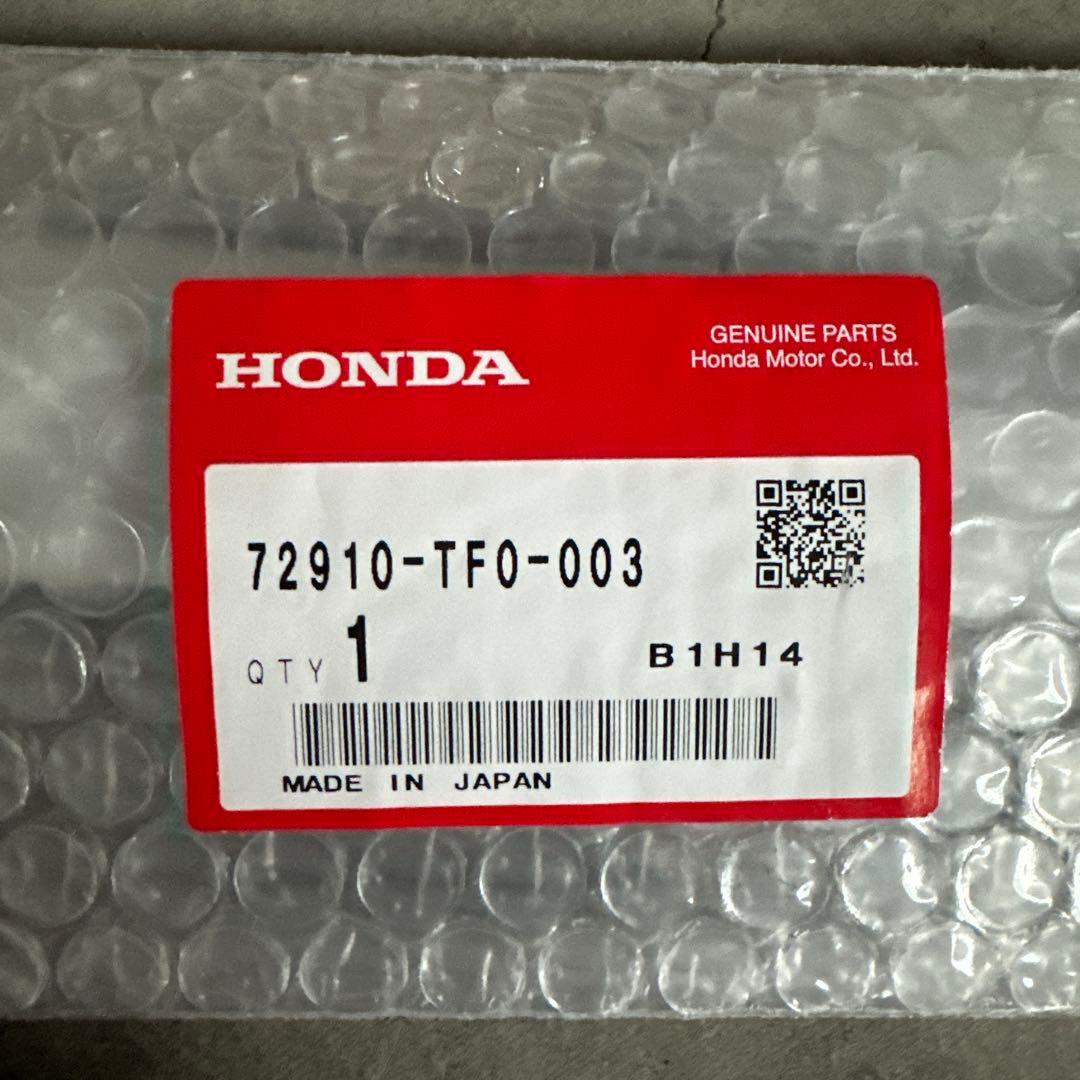 HONDA
GENUINE PARTS
Honda Motor Co., Ltd.
72910-TF0-003
QTY 1
B1H14
MADE IN JAPAN